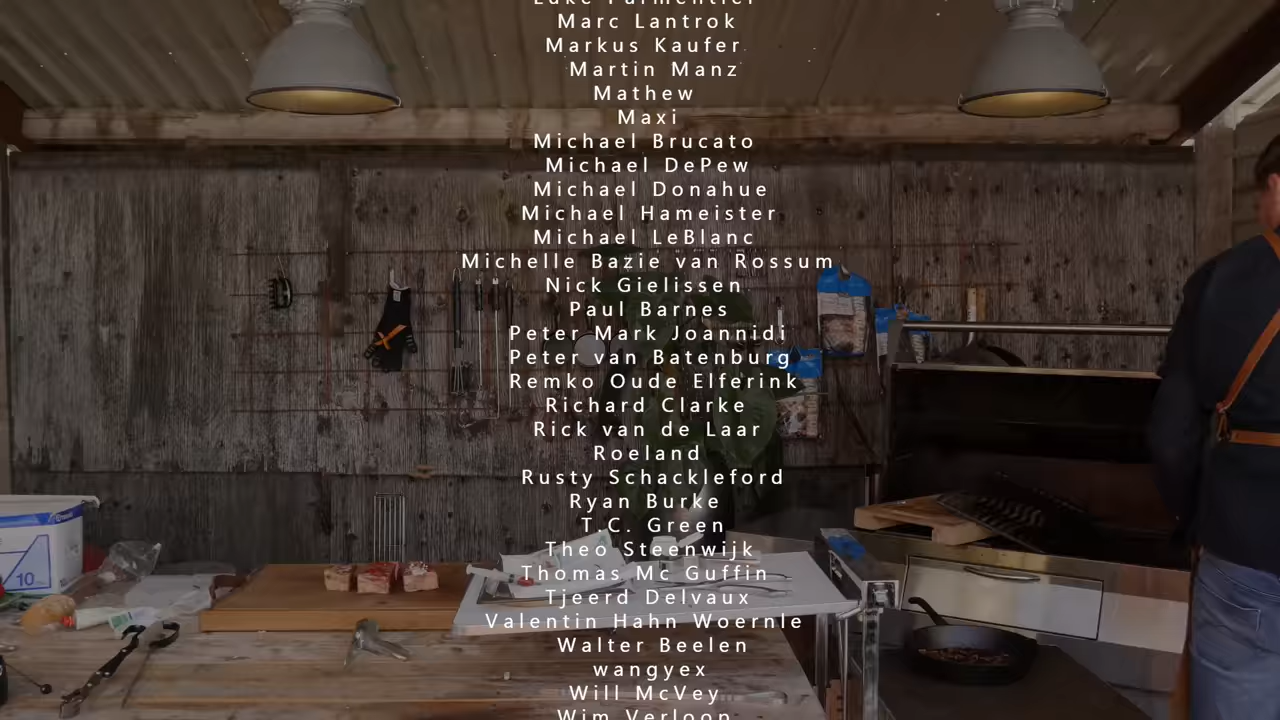 Marc Lantrok
Markus Kaufer
Martin Manz
Mathew
Maxi
Michael Brucato
Michael DePew
Michael Donahue
Michael Hameister
Michael LeBlanc
Michelle Bazie van Rossum
Nick Gielissen
Paul Barnes
Peter Mark Joannidi
Peter van Batenburg
Remko Oude Elferink
Richard Clarke
Rick van de Laar
Roeland
Rusty Schackleford
Ryan Burke
T.C. Green
Theo Steenwijk
Thomas Mc Guffin
Tjeerd Delvaux
Valentin Hahn Woernle
Walter Beelen
wangyex
Will McVey
Wim Verloop
10